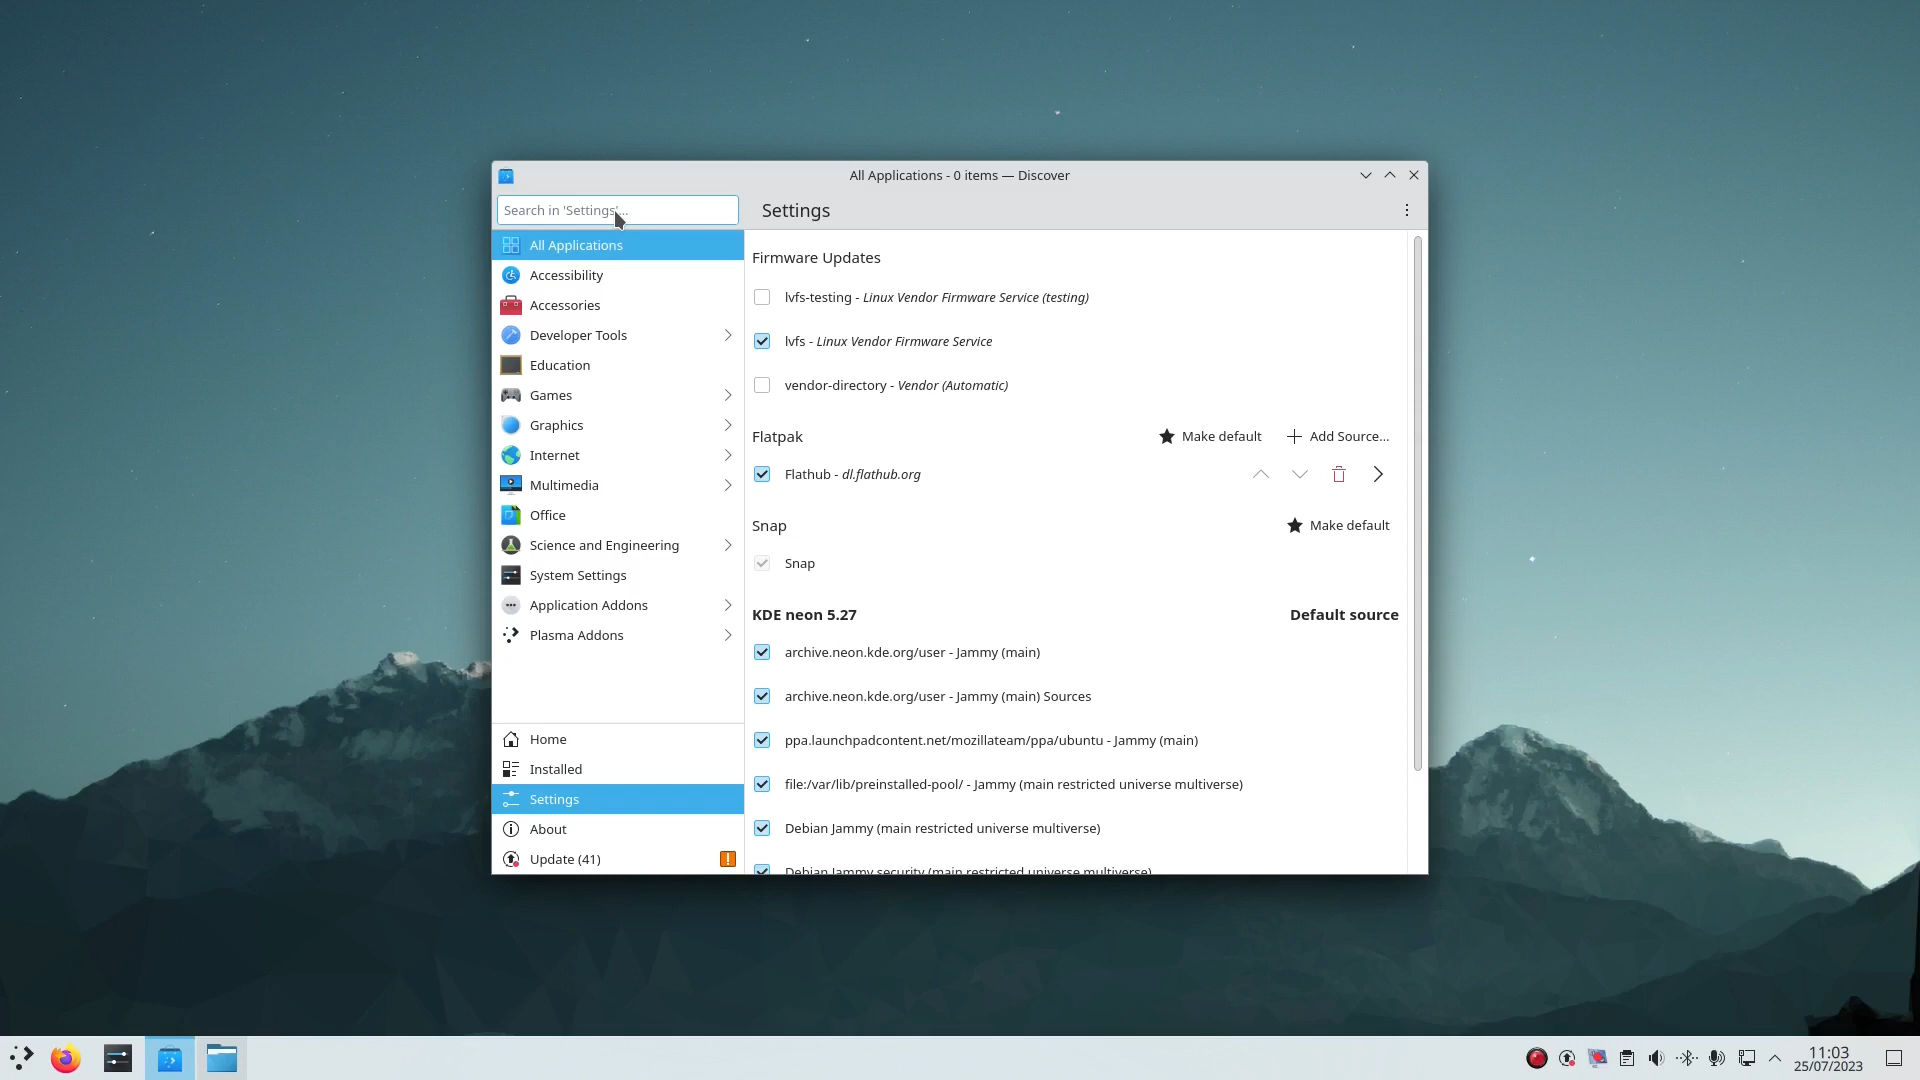 All Applications - 0 items — Discover
Search in 'Settings'...
Settings
All Applications
Accessibility
Accessories
Developer Tools
Education
Games
Graphics
Internet
Multimedia
Office
Science and Engineering
System Settings
Application Addons
Plasma Addons
Home
Installed
Settings
About
Update (41)
Firmware Updates
lvfs-testing - Linux Vendor Firmware Service (testing)
lvfs - Linux Vendor Firmware Service
vendor-directory - Vendor (Automatic)
Flatpak Make default Add Source...
Flathub - dl.flathub.org
Snap Make default
Snap
KDE neon 5.27 Default source
archive.neon.kde.org/user - Jammy (main)
archive.neon.kde.org/user - Jammy (main) Sources
ppa.launchpadcontent.net/mozillateam/ppa/ubuntu - Jammy (main)
file:/var/lib/preinstalled-pool/ - Jammy (main restricted universe multiverse)
Debian Jammy (main restricted universe multiverse)
Debian Jammy security (main restricted universe multiverse)
11:03
25/07/2023